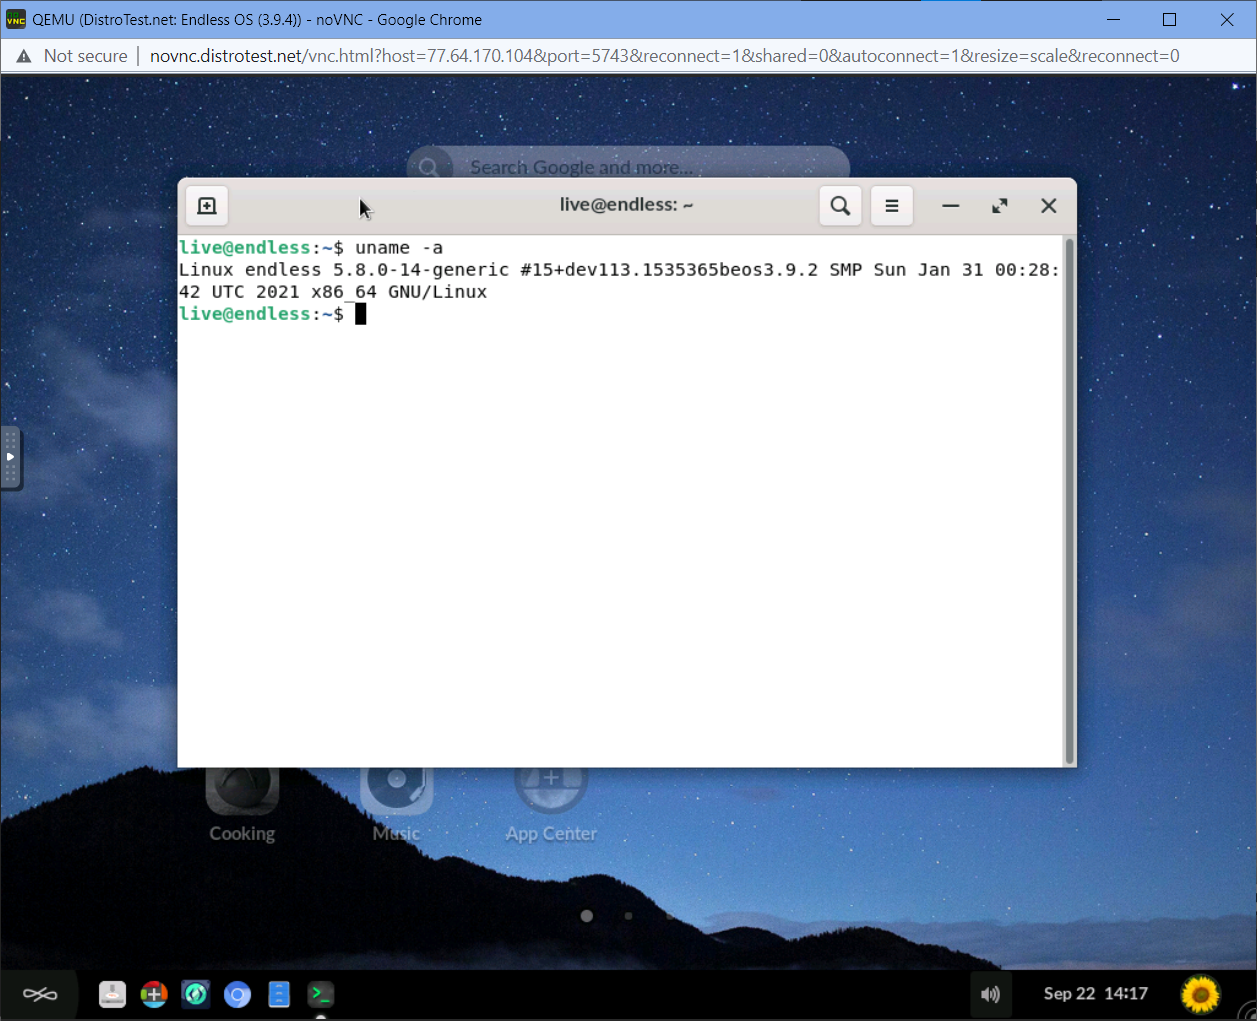 QEMU (DistroTest.net: Endless OS (3.9.4)) - noVNC - Google Chrome
Not secure | novnc.distrotest.net/vnc.html?host=77.64.170.104&port=5743&reconnect=1&shared=0&autoconnect=1&resize=scale&reconnect=0
Search Google and more...
live@endless: ~
live@endless:~$ uname -a
Linux endless 5.8.0-14-generic #15+dev113.1535365beos3.9.2 SMP Sun Jan 31 00:28:
42 UTC 2021 x86_64 GNU/Linux
live@endless:~$
Cooking Music App Center
Sep 22 14:17